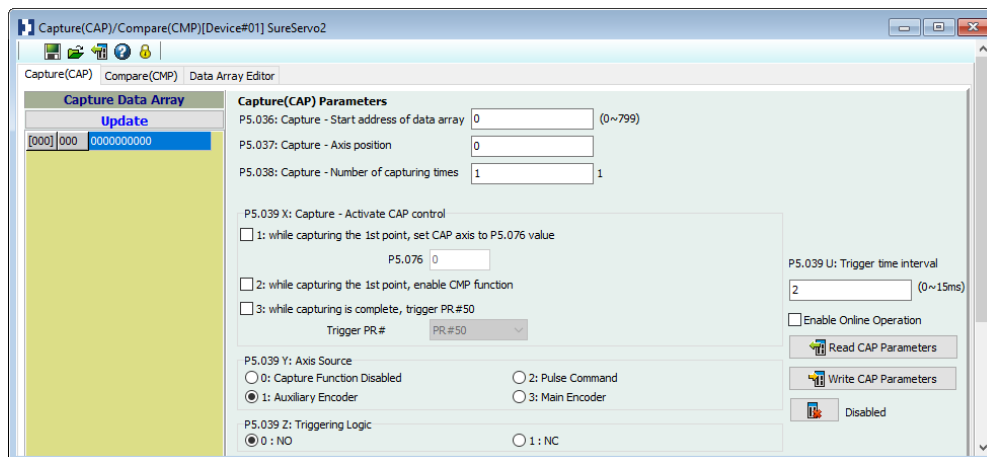 Capture(CAP)/Compare(CMP)[Device#01] SureServo2
Capture(CAP) Compare(CMP) Data Array Editor
Capture Data Array
Update
[000] 000 0000000000
Capture(CAP) Parameters
P5.036: Capture - Start address of data array 0 (0~799)
P5.037: Capture - Axis position 0
P5.038: Capture - Number of capturing times 1 1
P5.039 X: Capture - Activate CAP control
1: while capturing the 1st point, set CAP axis to P5.076 value
P5.076 0
2: while capturing the 1st point, enable CMP function
3: while capturing is complete, trigger PR#50
Trigger PR# PR#50
P5.039 Y: Axis Source
0: Capture Function Disabled 2: Pulse Command
1: Auxiliary Encoder 3: Main Encoder
P5.039 Z: Triggering Logic
0 : NO 1 : NC
P5.039 U: Trigger time interval
2 (0~15ms)
Enable Online Operation
Read CAP Parameters
Write CAP Parameters
Disabled